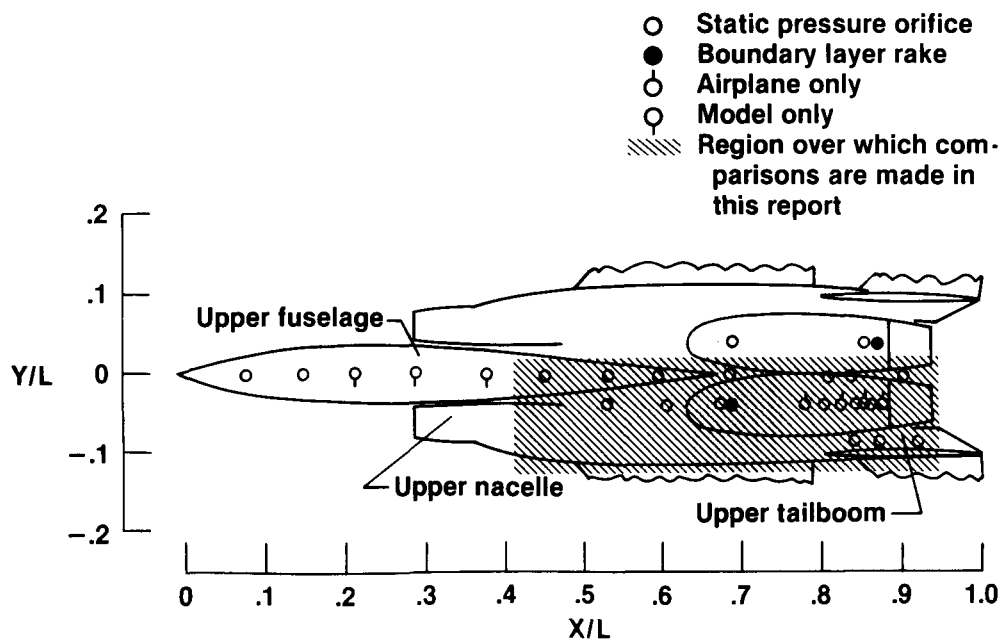 Static pressure orifice
Boundary layer rake
Airplane only
Model only
Region over which com-
parisons are made in
this report
.2
.1
Upper fuselage
Y/L
0
-.1
Upper nacelle
Upper tailboom
-.2
0 .1 .2 .3 .4 .5 .6 .7 .8 .9 1.0
X/L